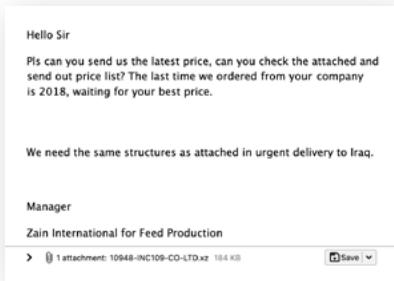 Hello Sir
Pls can you send us the latest price, can you check the attached and
send out price list? The last time we ordered from your company
is 2018, waiting for your best price.
We need the same structures as attached in urgent delivery to Iraq.
Manager
Zain International for Feed Production
1 attachment: 10948-INC109-CO-LTD.xz 184 KB
Save